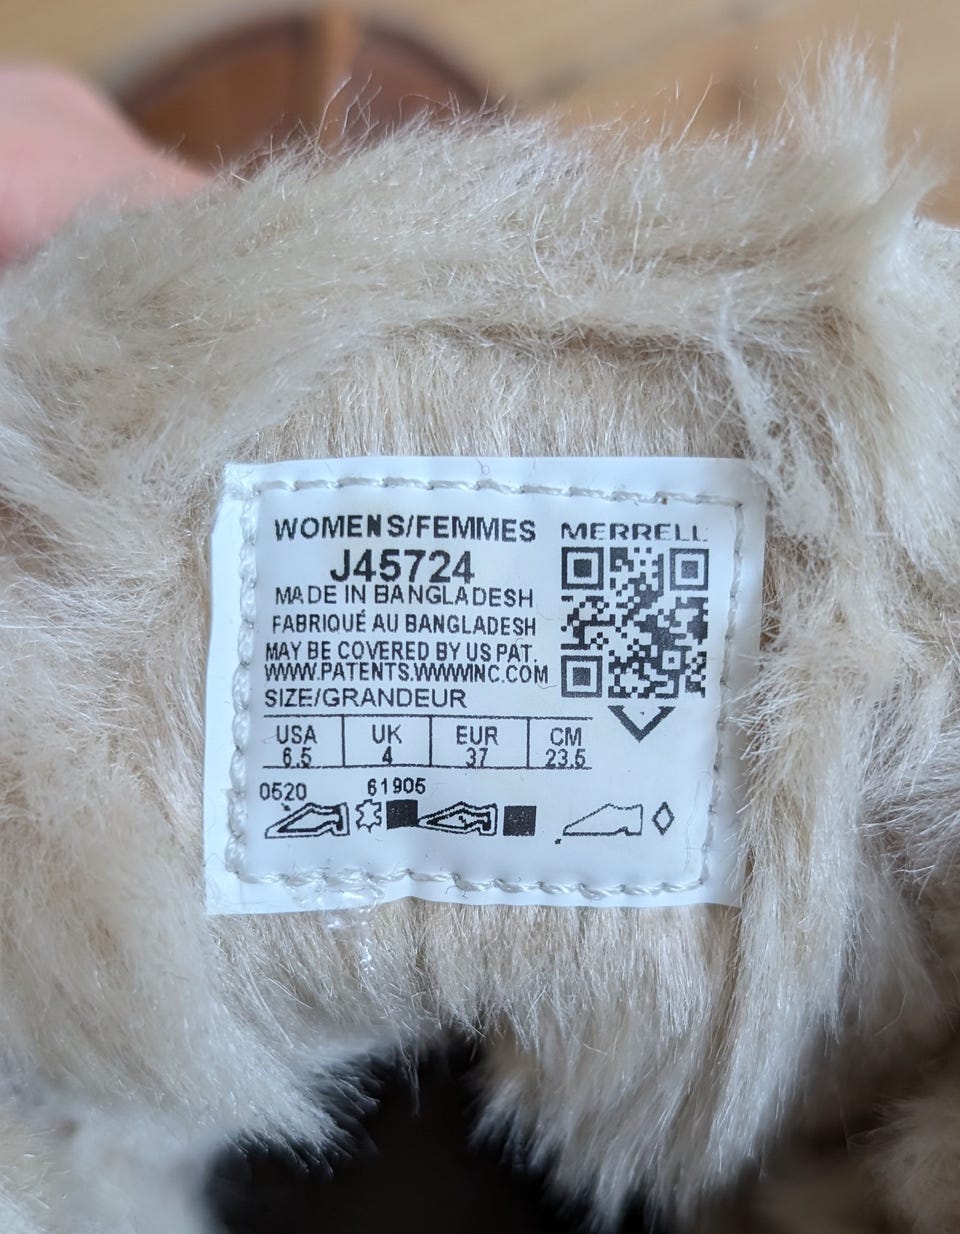 WOMENS/FEMMES
MERRELL
J45724
MADE IN BANGLADESH
FABRIQUÉ AU BANGLADESH
MAY BE COVERED BY US PAT.
WWW.PATENTS.WWWINC.COM
SIZE/GRANDEUR
USA UK EUR CM
6.5 4 37 23.5
0520 61905